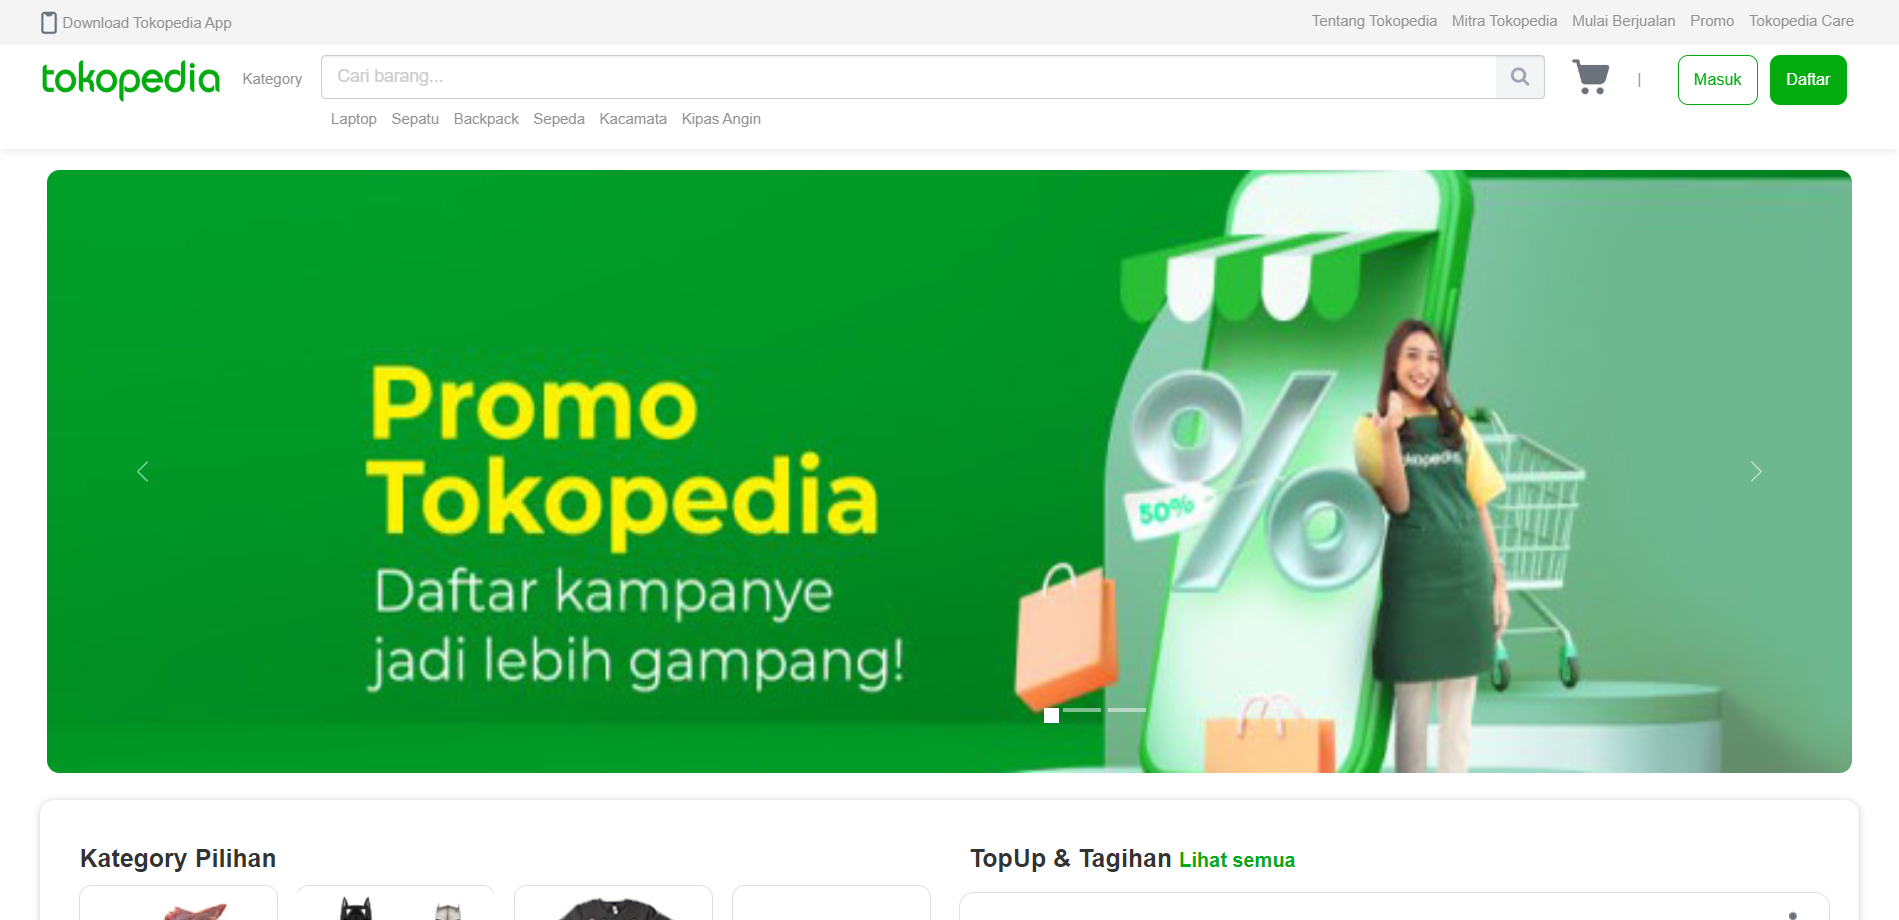 Download Tokopedia App
Tentang Tokopedia Mitra Tokopedia Mulai Berjualan Promo Tokopedia Care
tokopedia Kategory Cari barang... | Masuk Daftar
Laptop Sepatu Backpack Sepeda Kacamata Kipas Angin
Promo
Tokopedia
Daftar kampanye
jadi lebih gampang!
%
50%
tokopedia
Kategory Pilihan
TopUp & Tagihan Lihat semua